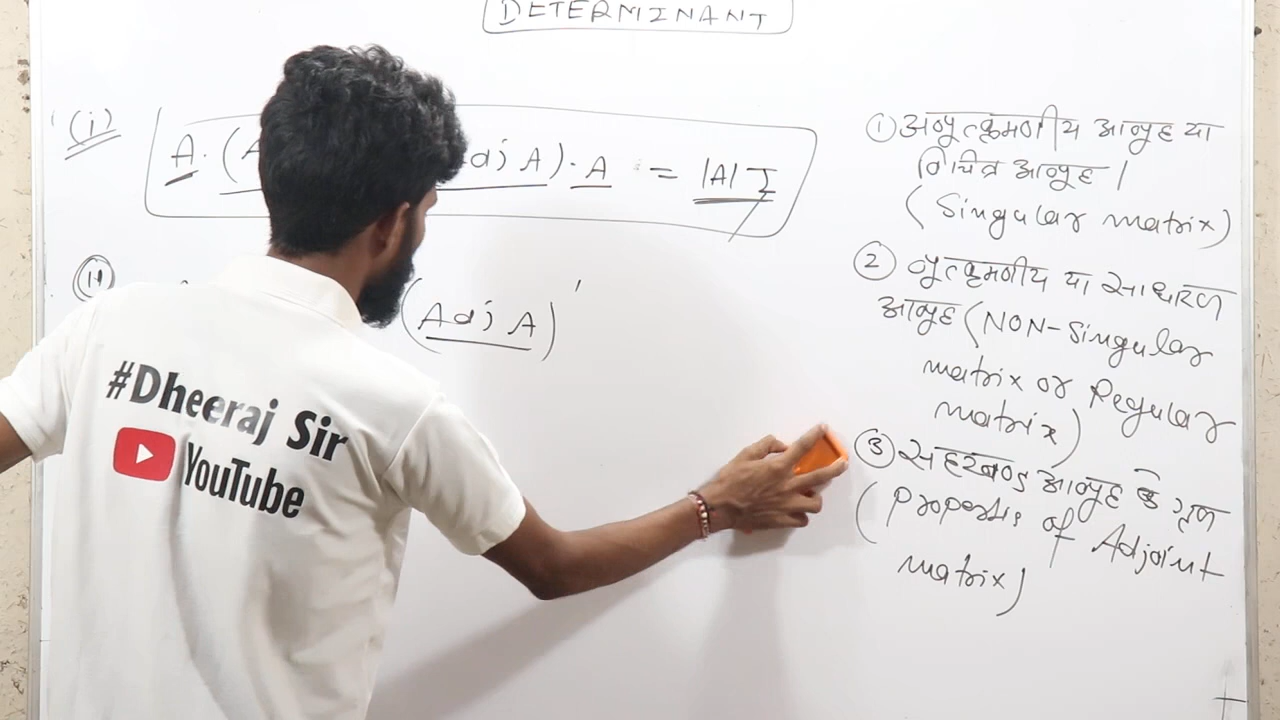 DETERMINANT
(i)
A. (A dj A). A = |A| I
(ii)
(Adj A)'
① अव्युत्क्रमणीय आव्यूह या
विचित्र आव्यूह |
(Singular matrix)
② व्युत्क्रमणीय या साधारण
आव्यूह (NON-Singular
matrix or Regular
matrix)
③ सहखण्ड आव्यूह के गुण
(Properties of Adjoint
matrix)
#Dheeraj Sir
YouTube